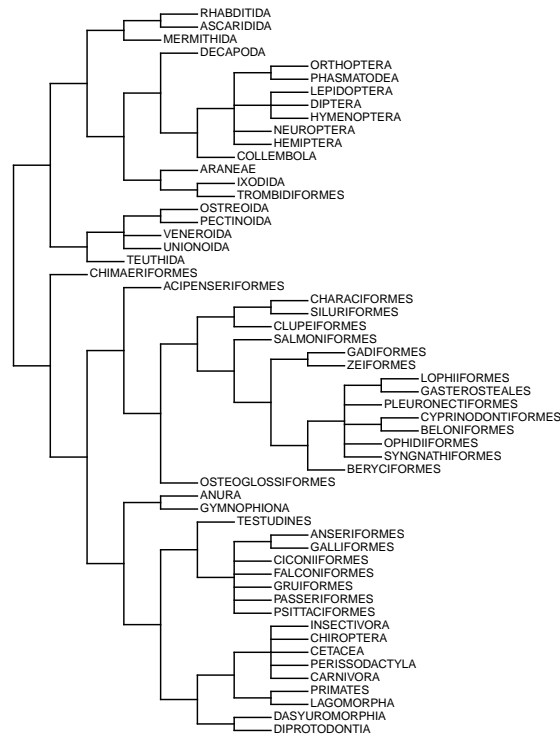 RHABDITIDA
ASCARIDIDA
MERMITHIDA
DECAPODA
ORTHOPTERA
PHASMATODEA
LEPIDOPTERA
DIPTERA
HYMENOPTERA
NEUROPTERA
HEMIPTERA
COLLEMBOLA
ARANEAE
IXODIDA
TROMBIDIFORMES
OSTREOIDA
PECTINOIDA
VENEROIDA
UNIONOIDA
TEUTHIDA
CHIMAERIFORMES
ACIPENSERIFORMES
CHARACIFORMES
SILURIFORMES
CLUPEIFORMES
SALMONIFORMES
GADIFORMES
ZEIFORMES
LOPHIIFORMES
GASTEROSTEALES
PLEURONECTIFORMES
CYPRINODONTIFORMES
BELONIFORMES
OPHIDIIFORMES
SYNGNATHIFORMES
BERYCIFORMES
OSTEOGLOSSIFORMES
ANURA
GYMNOPHIONA
TESTUDINES
ANSERIFORMES
GALLIFORMES
CICONIIFORMES
FALCONIFORMES
GRUIFORMES
PASSERIFORMES
PSITTACIFORMES
INSECTIVORA
CHIROPTERA
CETACEA
PERISSODACTYLA
CARNIVORA
PRIMATES
LAGOMORPHA
DASYUROMORPHIA
DIPROTODONTIA